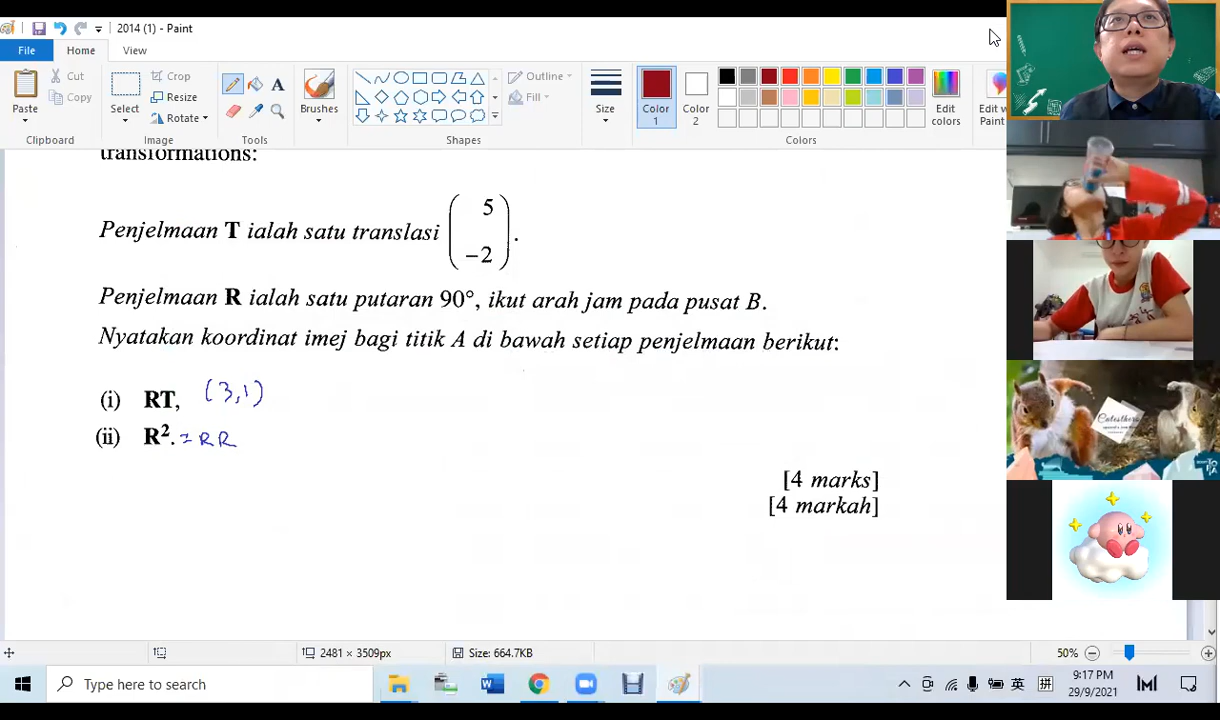 2014 (1) - Paint
File Home View
Paste Cut Copy Clipboard
Select Crop Resize Rotate Image
Tools
Brushes
Shapes Outline Fill
Size
Color 1 Color 2 Edit colors Colors
Edit w Paint
transformations:
Penjelmaan T ialah satu translasi ( 5 -2 ).
Penjelmaan R ialah satu putaran 90°, ikut arah jam pada pusat B.
Nyatakan koordinat imej bagi titik A di bawah setiap penjelmaan berikut:
(i) RT, (3,1)
(ii) R². = RR
[4 marks]
[4 markah]
2481 × 3509px Size: 664.7KB 50%
Type here to search
英 拼 9:17 PM
29/9/2021